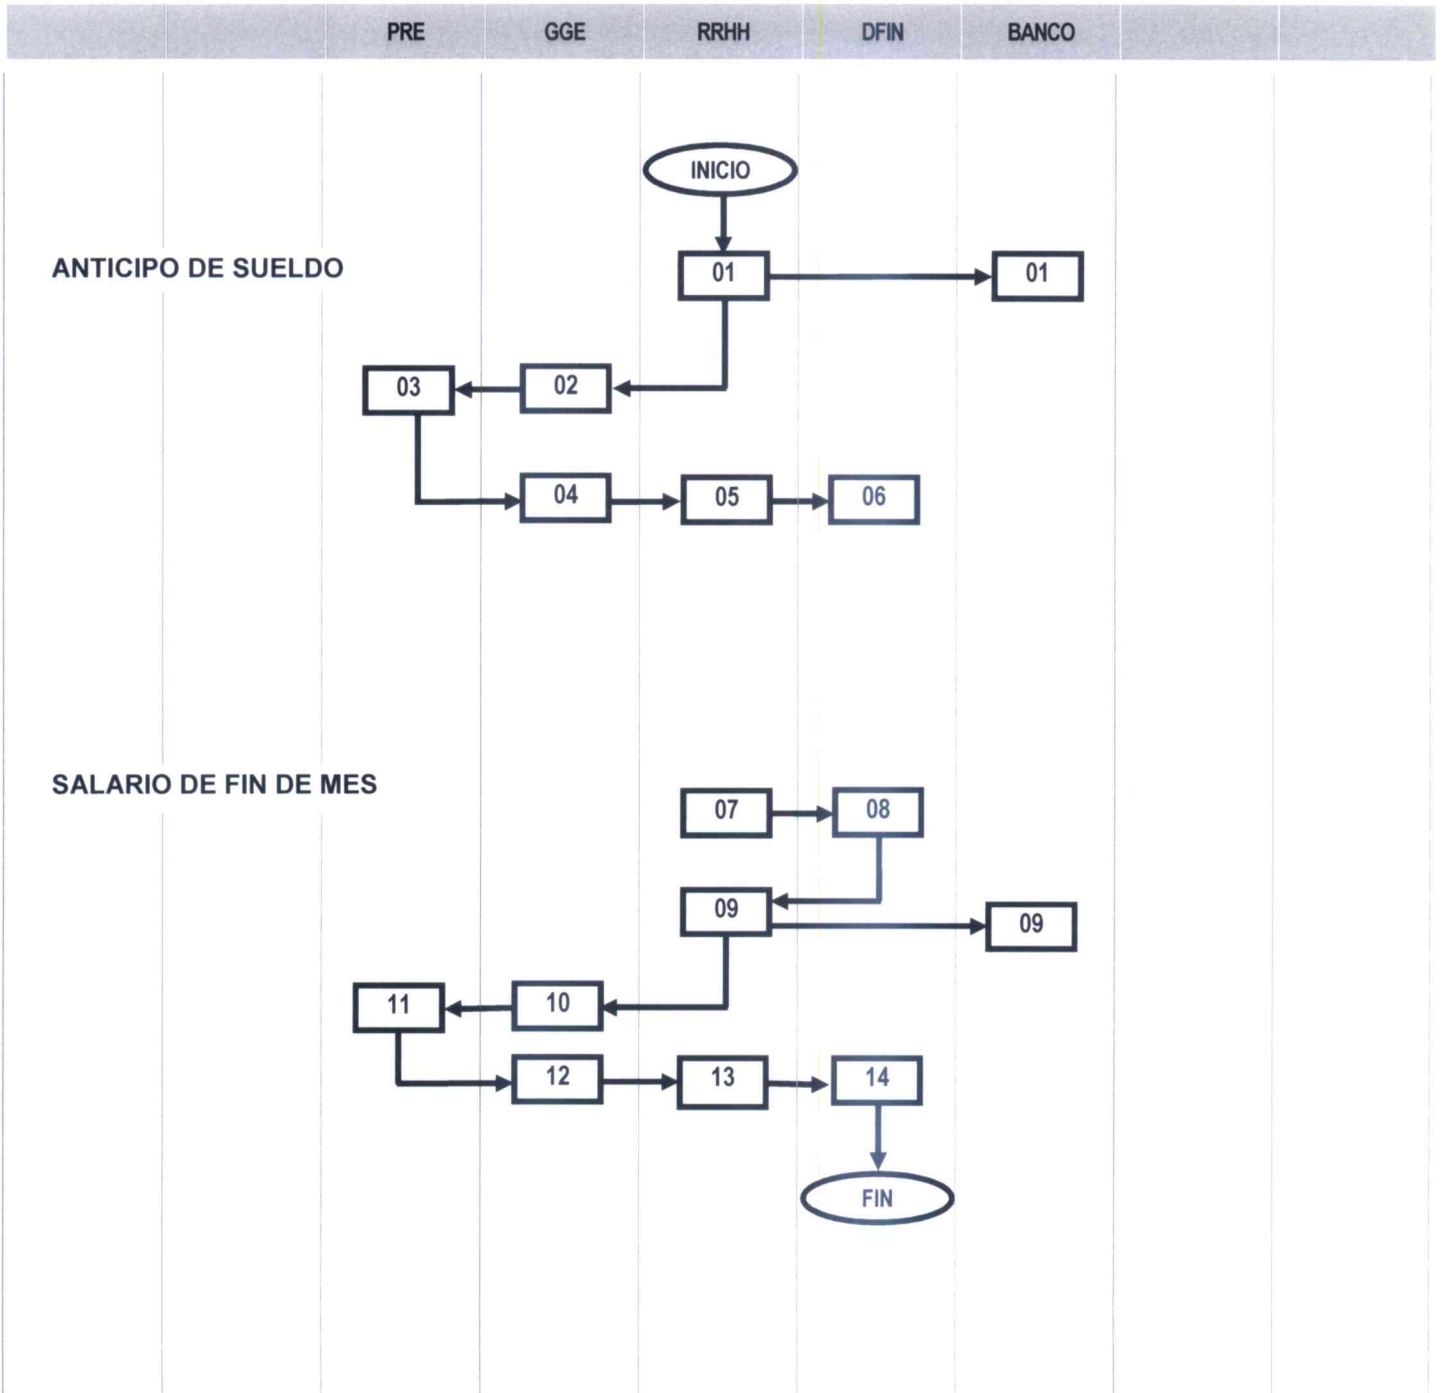 PRE GGE RRHH DFIN BANCO
INICIO
ANTICIPO DE SUELDO
01 01
03 02
04 05 06
SALARIO DE FIN DE MES
07 08
09 09
11 10
12 13 14
FIN